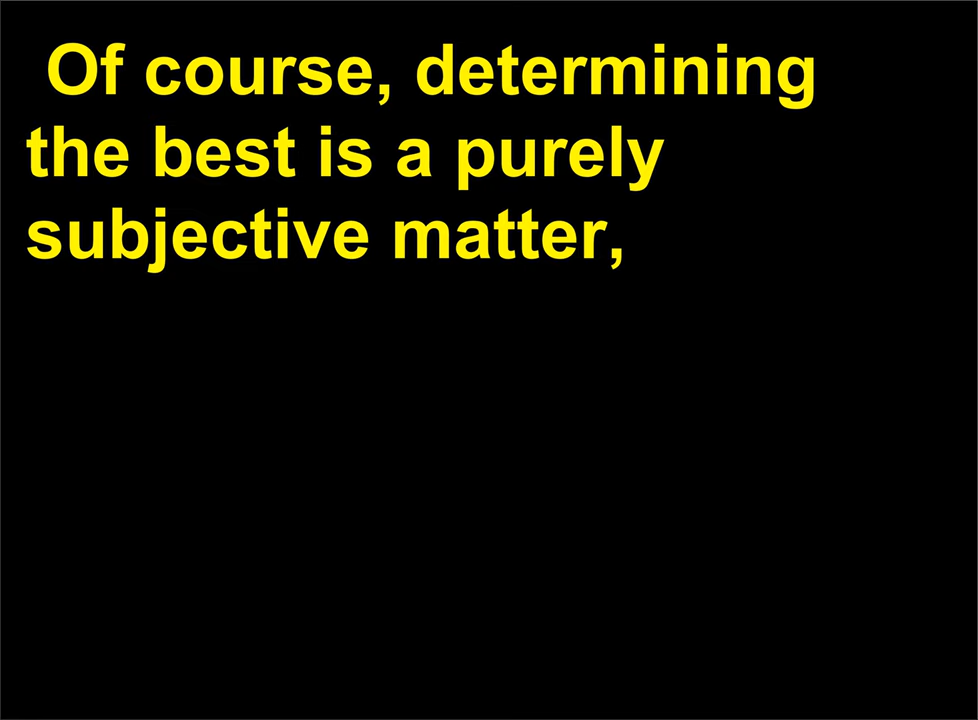 Of course, determining
the best is a purely
subjective matter,